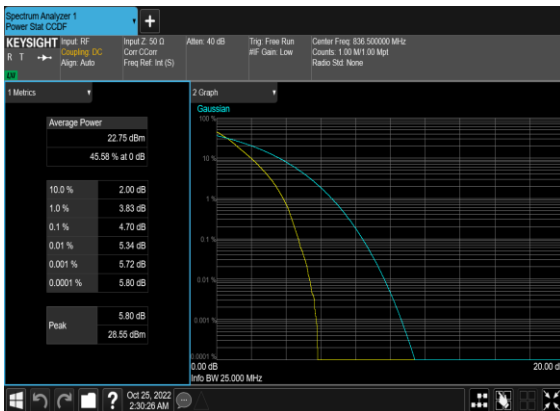 Spectrum Analyzer 1
Power Stat CCDF
KEYSIGHT
R T
LV
Input: RF
Coupling: DC
Align: Auto
Input Z: 50 Ω
Corr CCorr
Freq Ref: Int (S)
Atten: 40 dB
Trig: Free Run
#IF Gain: Low
Center Freq: 836.500000 MHz
Counts: 1.00 M/1.00 Mpt
Radio Std: None
1 Metrics
Average Power
22.75 dBm
45.58 % at 0 dB
10.0 % 2.00 dB
1.0 % 3.83 dB
0.1 % 4.70 dB
0.01 % 5.34 dB
0.001 % 5.72 dB
0.0001 % 5.80 dB
Peak
5.80 dB
28.55 dBm
2 Graph
Gaussian
100 %
10 %
1 %
0.1 %
0.01 %
0.001 %
0.0001 %
0.00 dB 20.00 d
Info BW 25.000 MHz
?
Oct 25, 2022
2:30:26 AM